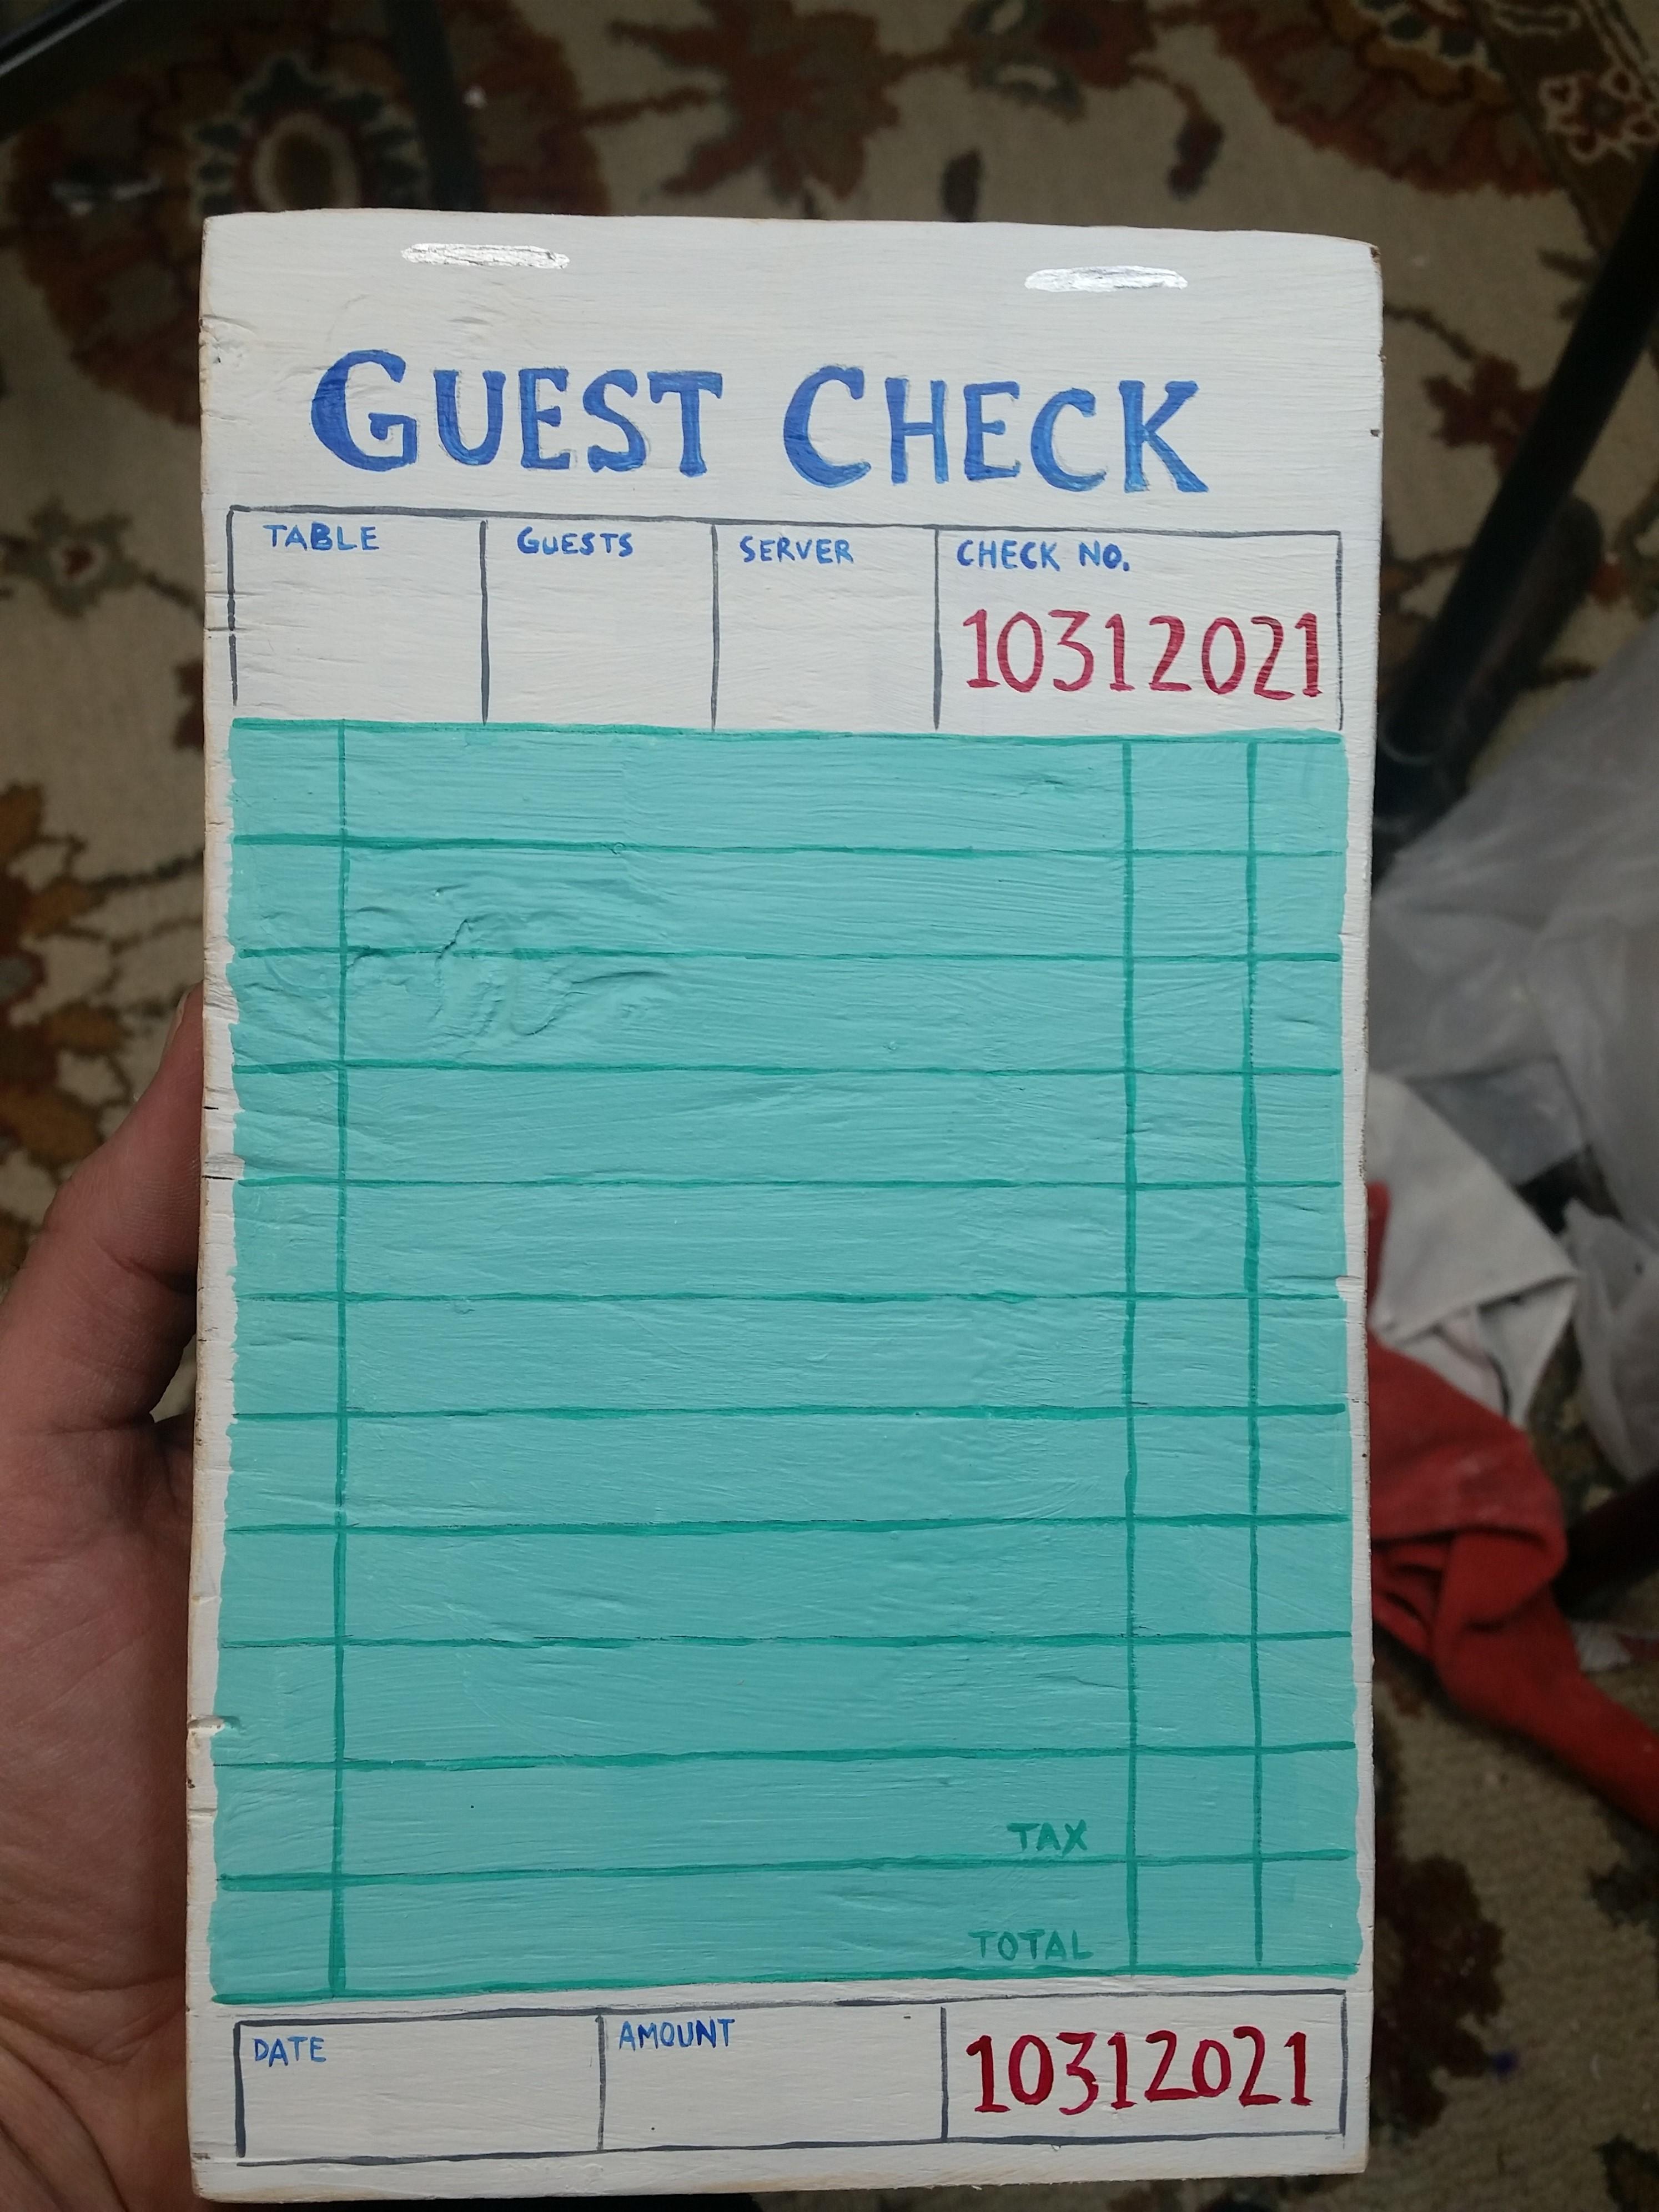 GUEST CHECK
TABLE GUESTS SERVER CHECK NO.
10312021
TAX
TOTAL
DATE AMOUNT 10312021